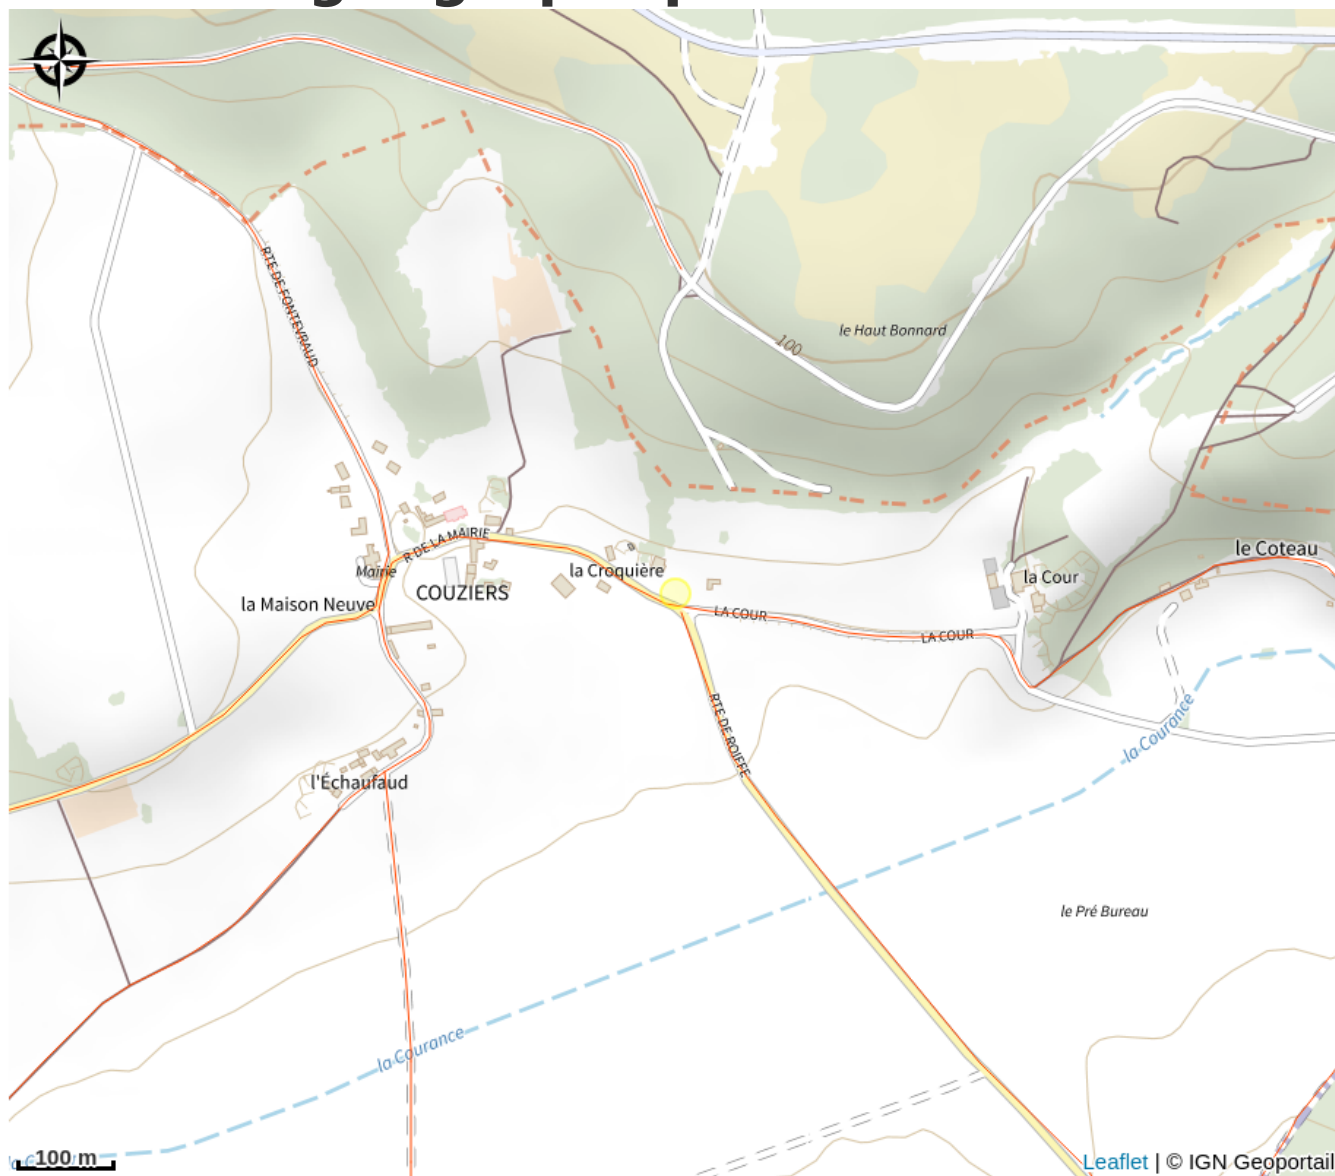 RTE DE FONTEVRAUD
le Haut Bonnard
100
R DE LA MAIRIE
Mairie
la Croquière
COUZIERS
la Maison Neuve
le Coteau
la Cour
LA COUR
LA COUR
RTE DE ROIFFE
la Courance
l'Échaufaud
le Pré Bureau
la Courance
100 m
Leaflet | © IGN Geoportail